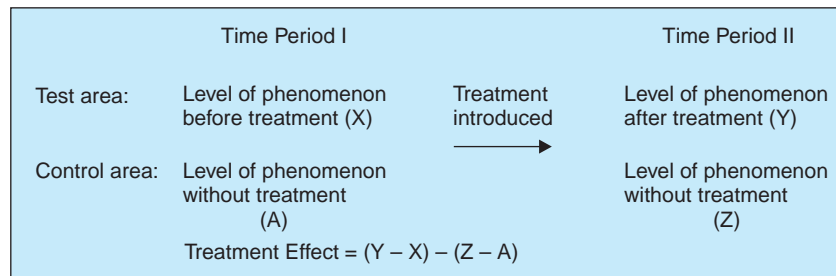 Time Period I Time Period II
Test area: Level of phenomenon Treatment Level of phenomenon
before treatment (X) introduced after treatment (Y)
Control area: Level of phenomenon Level of phenomenon
without treatment without treatment
(A) (Z)
Treatment Effect = (Y – X) – (Z – A)